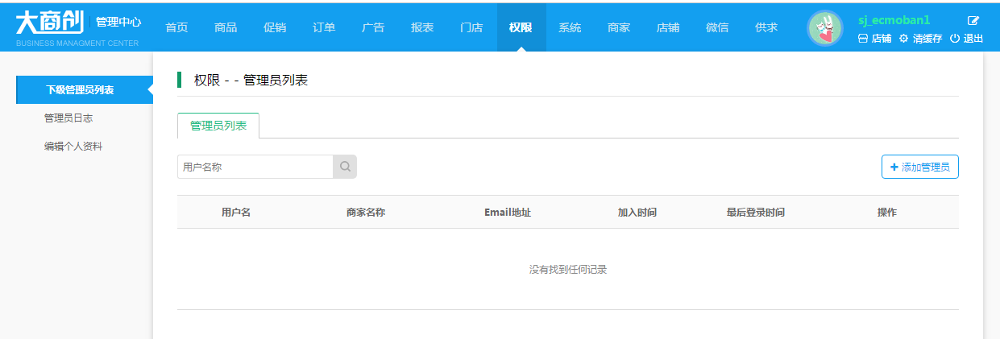 大商创 管理中心
BUSINESS MANAGMENT CENTER
首页 商品 促销 订单 广告 报表 门店 权限 系统 商家 店铺 微信 供求
sj_ecmoban1
店铺 清缓存 退出
下级管理员列表
管理员日志
编辑个人资料
权限 - - 管理员列表
管理员列表
用户名称
+ 添加管理员
用户名 商家名称 Email地址 加入时间 最后登录时间 操作
没有找到任何记录